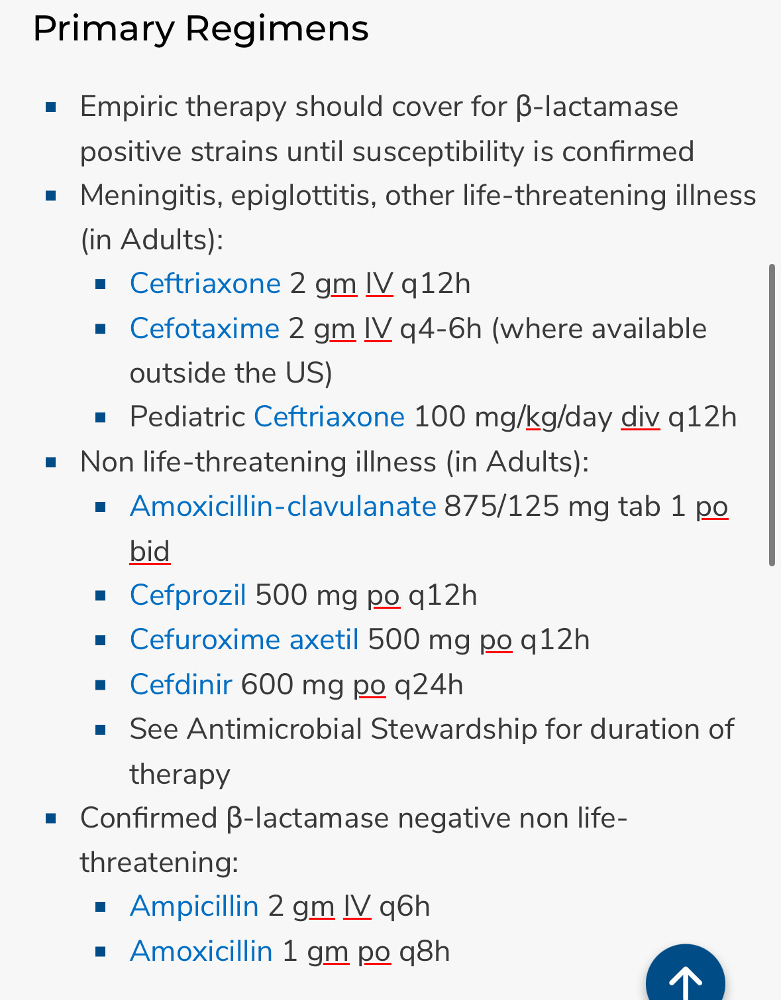 Primary Regimens
Empiric therapy should cover for β-lactamase
positive strains until susceptibility is confirmed
Meningitis, epiglottitis, other life-threatening illness
(in Adults):
Ceftriaxone 2 gm IV q12h
Cefotaxime 2 gm IV q4-6h (where available
outside the US)
Pediatric Ceftriaxone 100 mg/kg/day div q12h
Non life-threatening illness (in Adults):
Amoxicillin-clavulanate 875/125 mg tab 1 po
bid
Cefprozil 500 mg po q12h
Cefuroxime axetil 500 mg po q12h
Cefdinir 600 mg po q24h
See Antimicrobial Stewardship for duration of
therapy
Confirmed β-lactamase negative non life-
threatening:
Ampicillin 2 gm IV q6h
Amoxicillin 1 gm po q8h